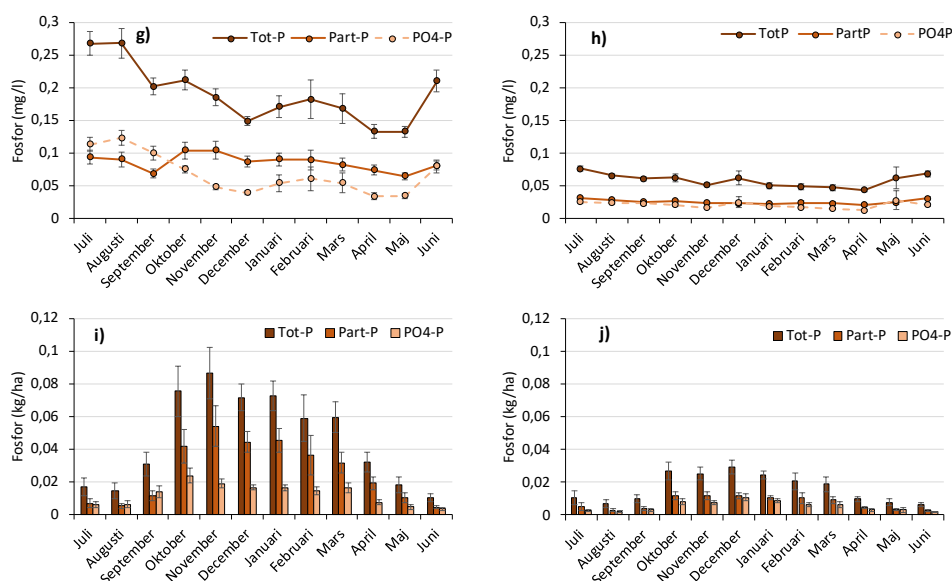 g) Tot-P Part-P PO4-P
Fosfor (mg/l)
0,3
0,25
0,2
0,15
0,1
0,05
0
Juli Augusti September Oktober November December Januari Februari Mars April Maj Juni
h) TotP PartP PO4P
Fosfor (mg/l)
0,3
0,25
0,2
0,15
0,1
0,05
0
Juli Augusti September Oktober November December Januari Februari Mars April Maj Juni
i) Tot-P Part-P PO4-P
Fosfor (kg/ha)
0,12
0,1
0,08
0,06
0,04
0,02
0
Juli Augusti September Oktober November December Januari Februari Mars April Maj Juni
j) Tot-P Part-P PO4-P
Fosfor (kg/ha)
0,12
0,1
0,08
0,06
0,04
0,02
0
Juli Augusti September Oktober November December Januari Februari Mars April Maj Juni